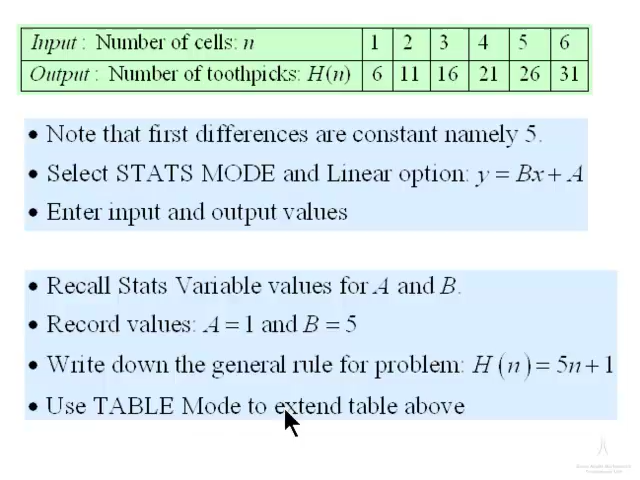 Input : Number of cells: n 1 2 3 4 5 6
Output : Number of toothpicks: H(n) 6 11 16 21 26 31
• Note that first differences are constant namely 5.
• Select STATS MODE and Linear option: y = Bx + A
• Enter input and output values
• Recall Stats Variable values for A and B.
• Record values: A = 1 and B = 5
• Write down the general rule for problem: H (n) = 5n + 1
• Use TABLE Mode to extend table above